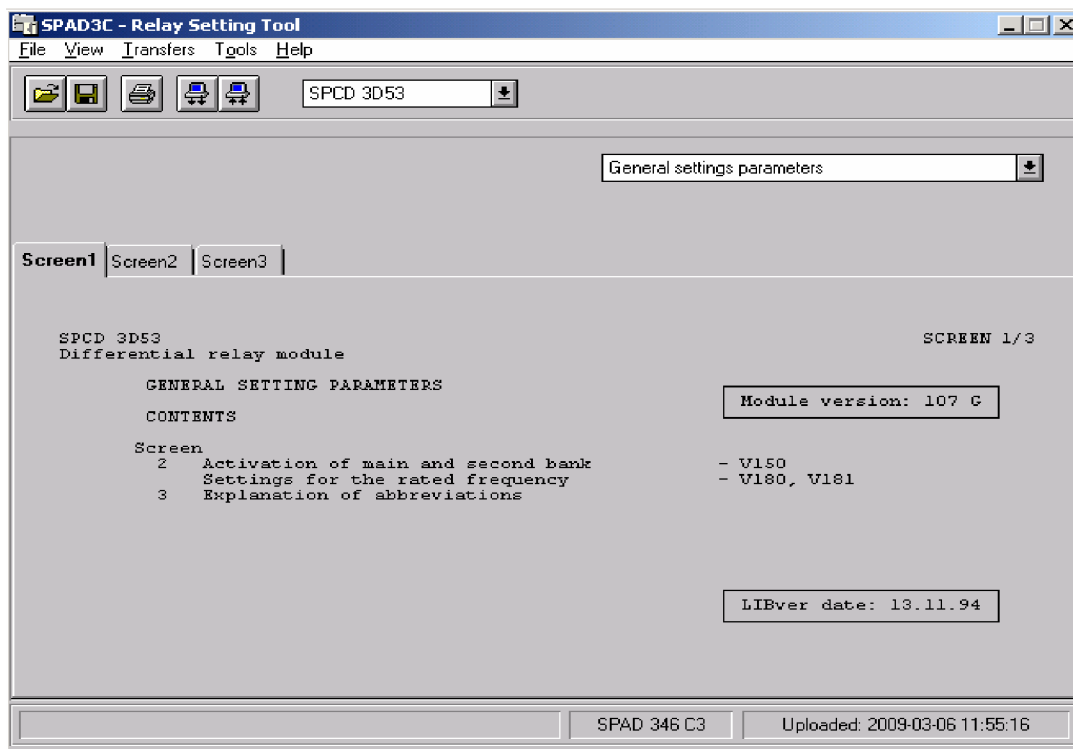 SPAD3C - Relay Setting Tool
File View Transfers Tools Help
SPCD 3D53
General settings parameters
Screen1 Screen2 Screen3
SPCD 3D53 SCREEN 1/3
Differential relay module
GENERAL SETTING PARAMETERS
Module version: 107 G
CONTENTS
Screen
2 Activation of main and second bank - V150
Settings for the rated frequency - V180, V181
3 Explanation of abbreviations
LIBver date: 13.11.94
SPAD 346 C3 Uploaded: 2009-03-06 11:55:16